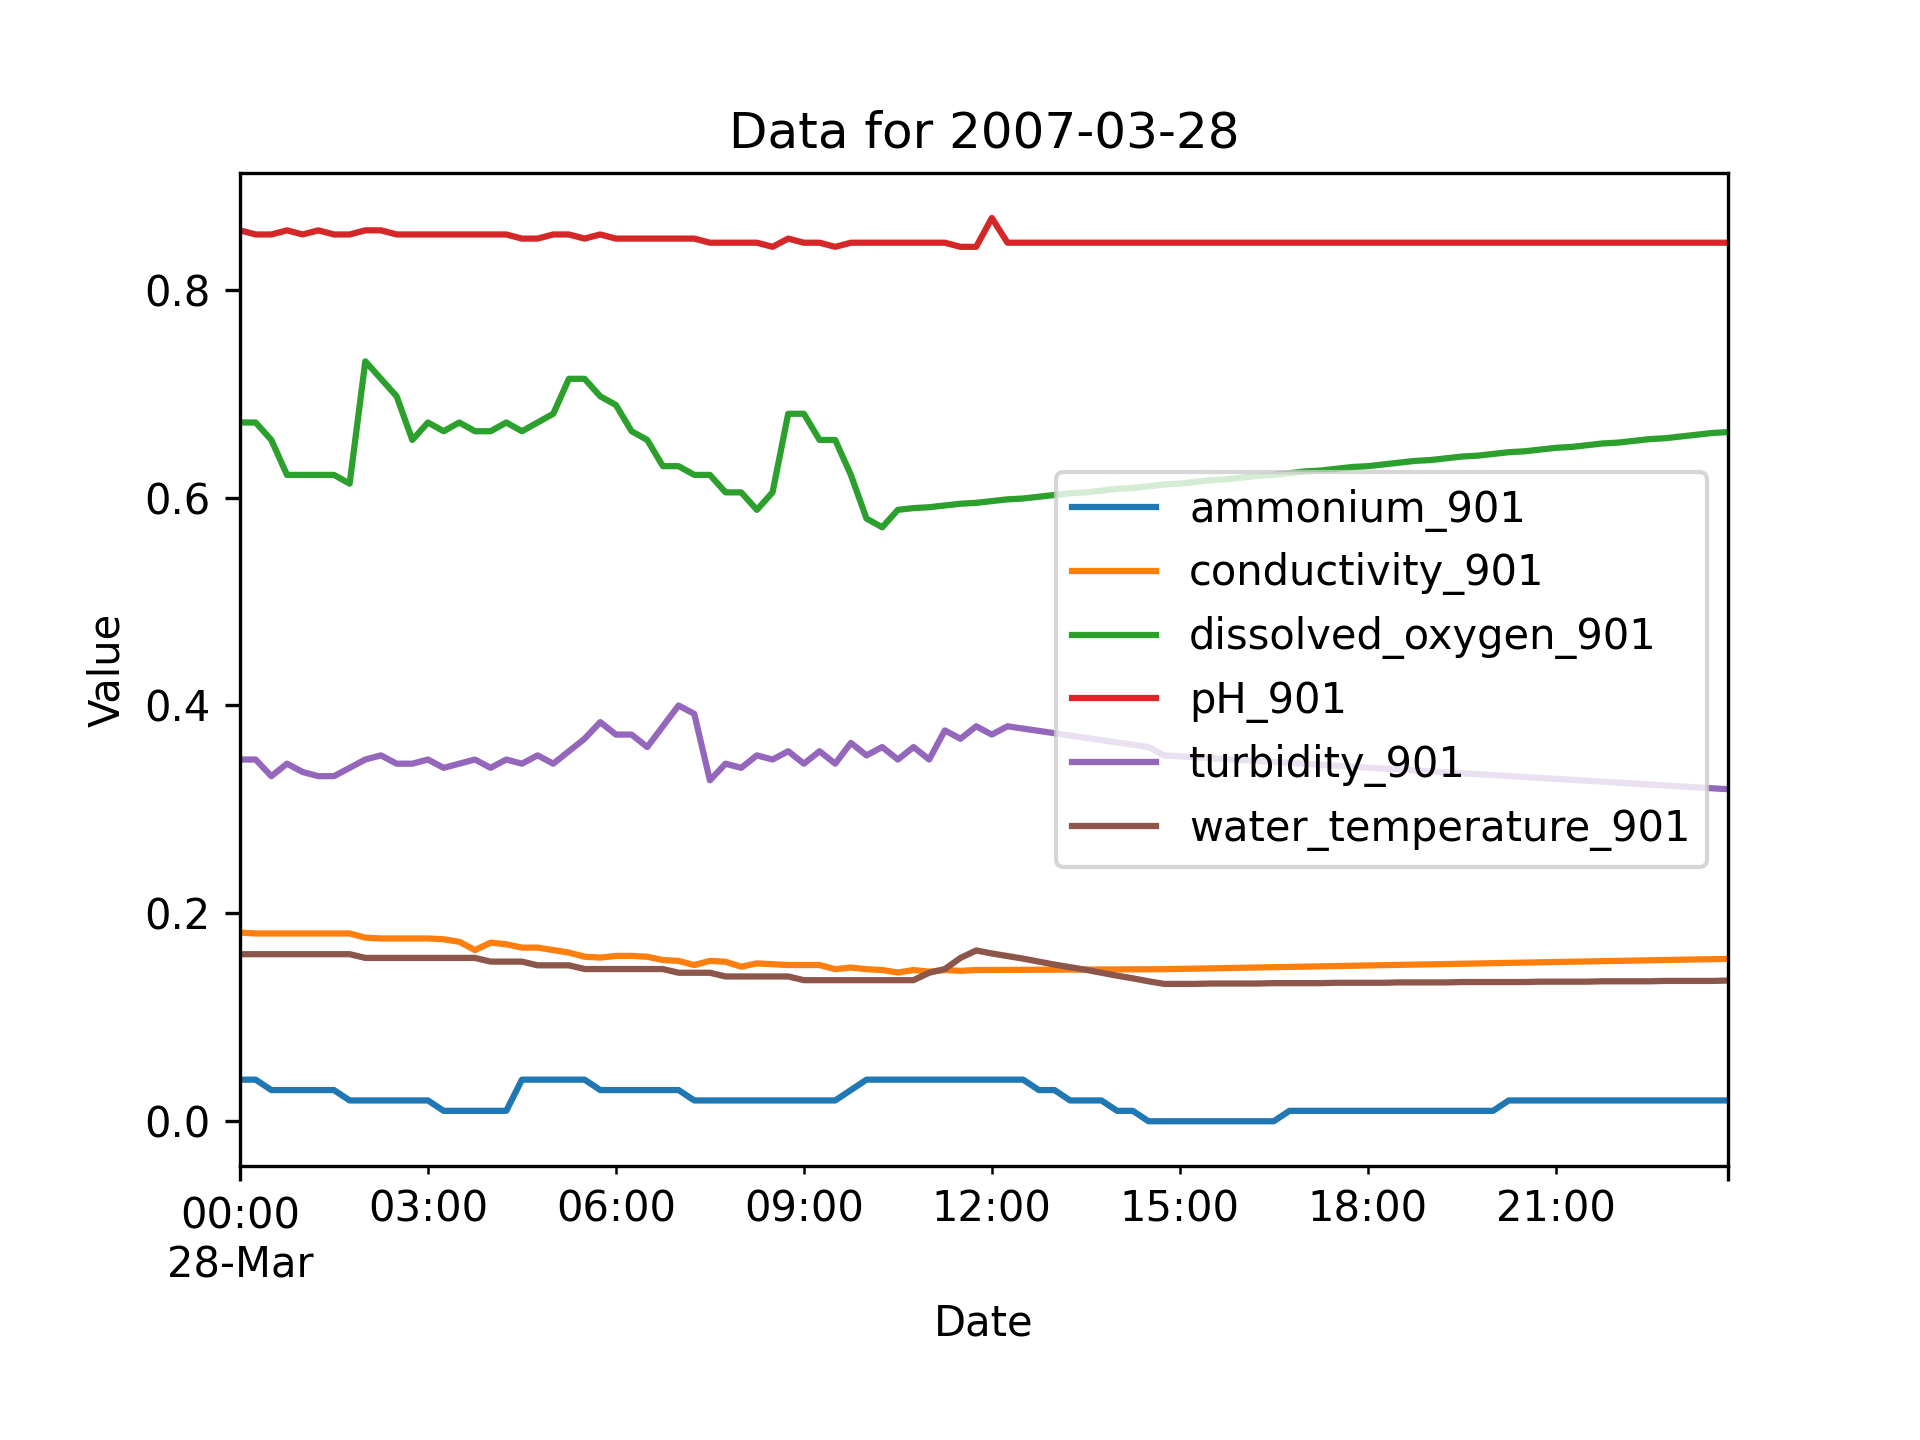 Data for 2007-03-28
Value
0.8
0.6
0.4
0.2
0.0
ammonium_901
conductivity_901
dissolved_oxygen_901
pH_901
turbidity_901
water_temperature_901
00:00 03:00 06:00 09:00 12:00 15:00 18:00 21:00
28-Mar
Date